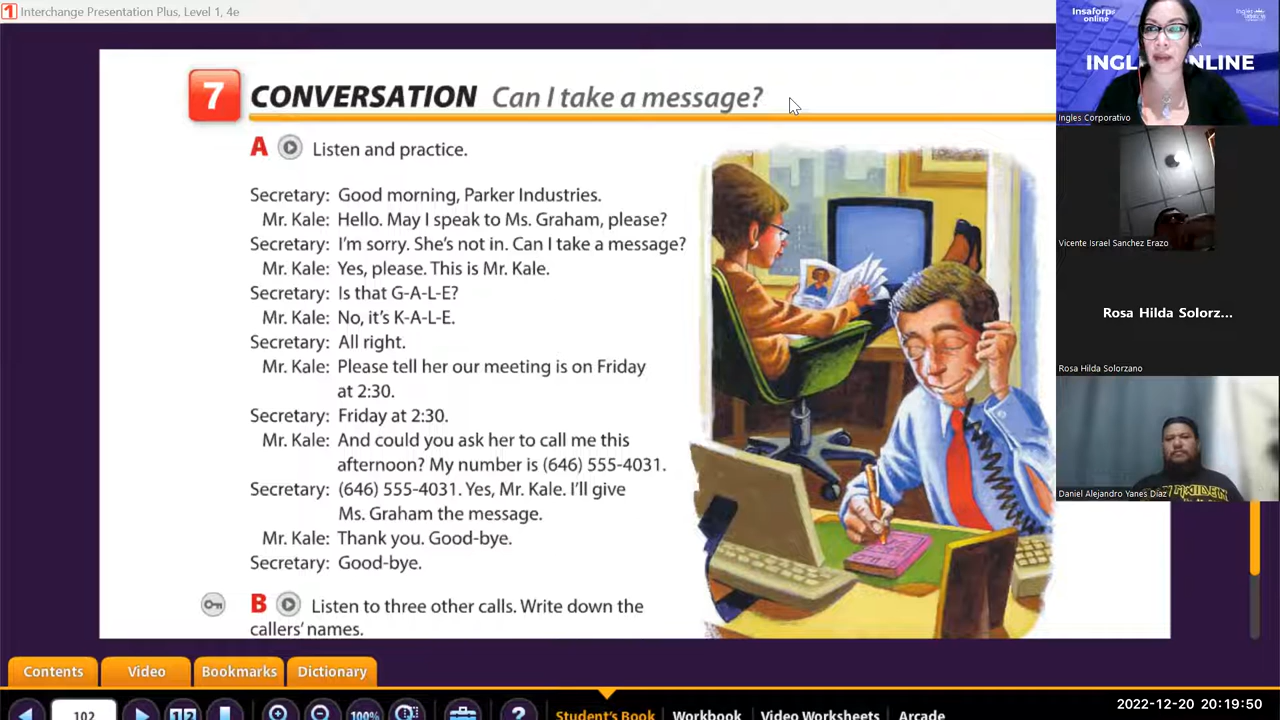 Interchange Presentation Plus, Level 1, 4e
7 CONVERSATION Can I take a message?
A Listen and practice.
Secretary: Good morning, Parker Industries.
Mr. Kale: Hello. May I speak to Ms. Graham, please?
Secretary: I'm sorry. She's not in. Can I take a message?
Mr. Kale: Yes, please. This is Mr. Kale.
Secretary: Is that G-A-L-E?
Mr. Kale: No, it's K-A-L-E.
Secretary: All right.
Mr. Kale: Please tell her our meeting is on Friday
at 2:30.
Secretary: Friday at 2:30.
Mr. Kale: And could you ask her to call me this
afternoon? My number is (646) 555-4031.
Secretary: (646) 555-4031. Yes, Mr. Kale. I'll give
Ms. Graham the message.
Mr. Kale: Thank you. Good-bye.
Secretary: Good-bye.
B Listen to three other calls. Write down the
callers' names.
Contents Video Bookmarks Dictionary
102 1|2 100% ?
Student's Book Workbook Video Worksheets Arcade
Insaforp
online
INGL NLINE
Ingles Corporativo
Vicente Israel Sanchez Erazo
Rosa Hilda Solorz...
Rosa Hilda Solorzano
Daniel Alejandro Yanes Diaz
2022-12-20 20:19:50